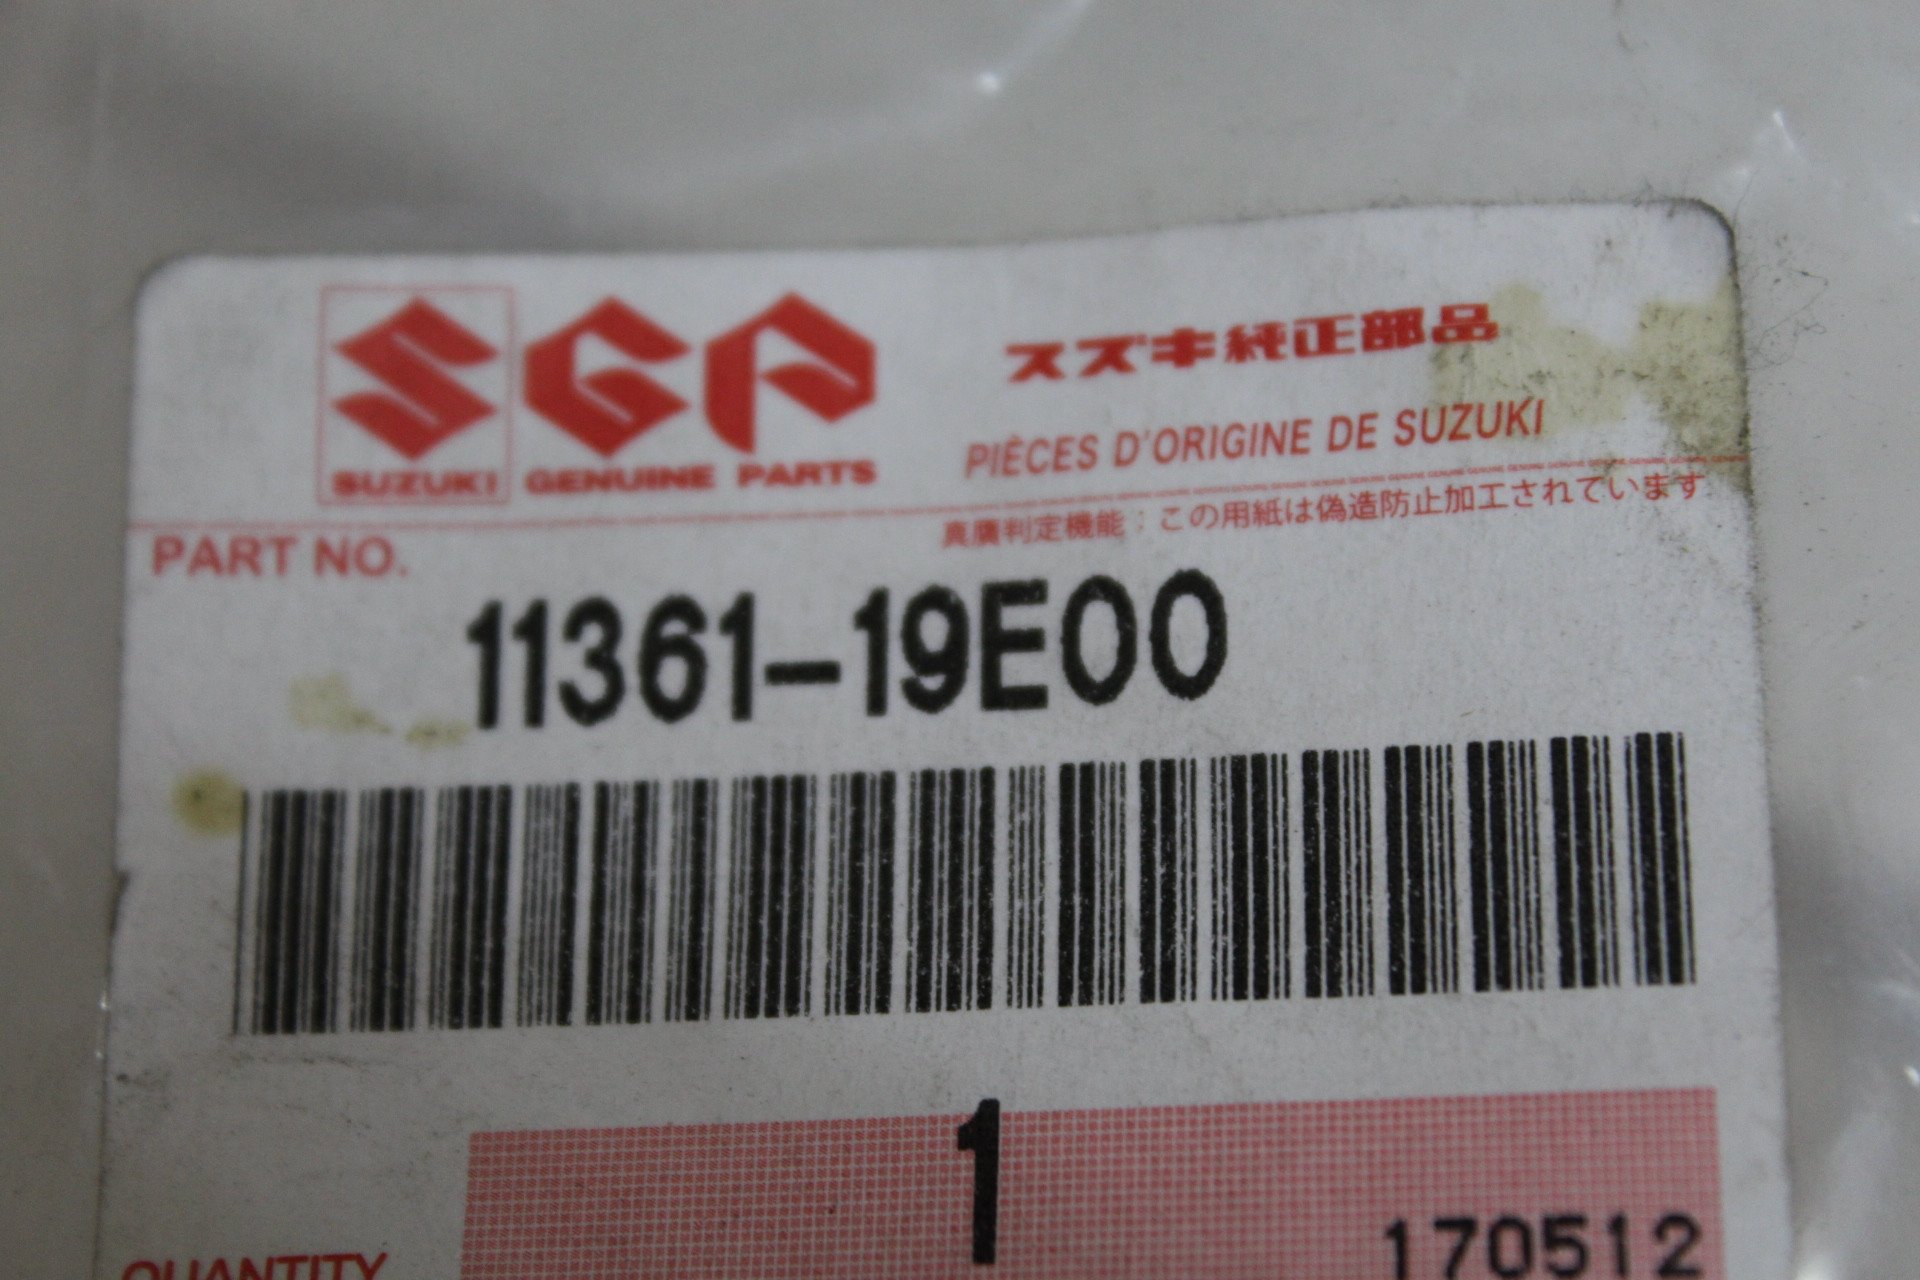 SGP
SUZUKI GENUINE PARTS
スズキ純正部品
PIÈCES D'ORIGINE DE SUZUKI
真贋判定機能：この用紙は偽造防止加工されています
PART NO.
11361-19E00
1
170512
QUANTITY